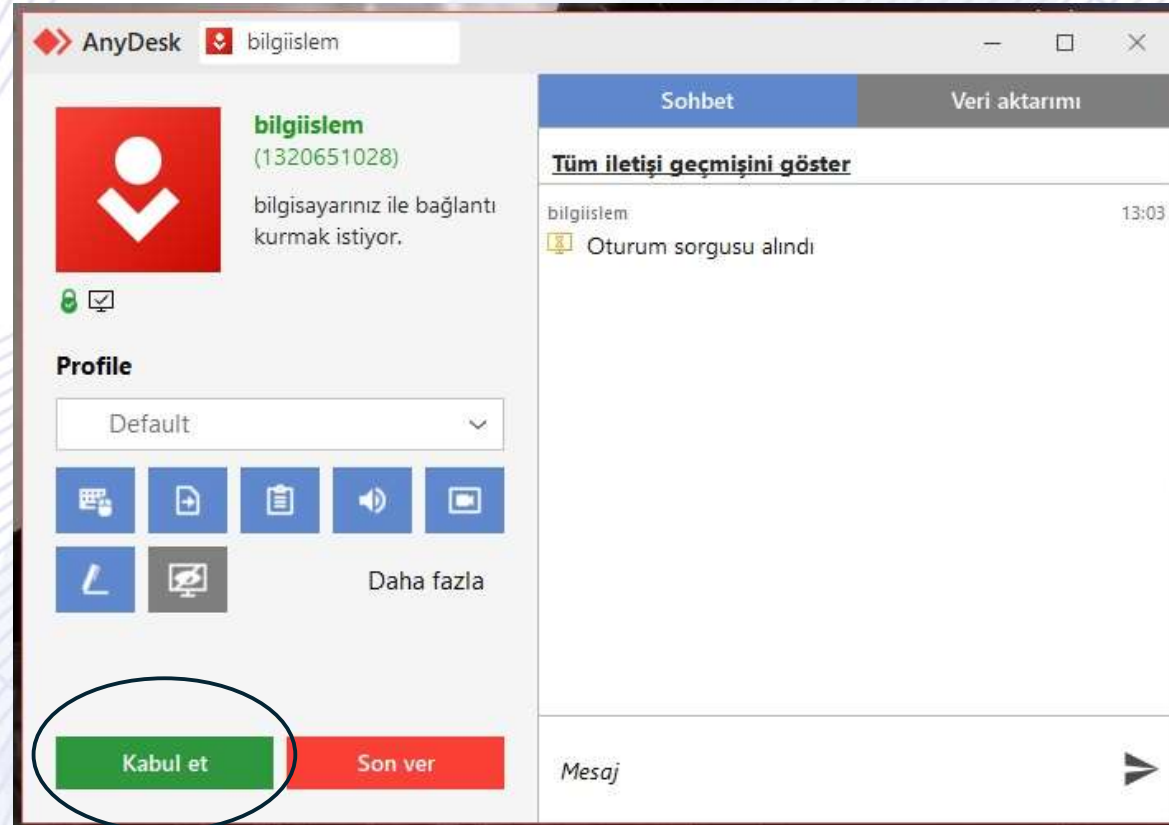 AnyDesk
bilgiislem
bilgiislem
(1320651028)
bilgisayarınız ile bağlantı
kurmak istiyor.
Profile
Default
Daha fazla
Kabul et
Son ver
Sohbet
Veri aktarımı
Tüm iletişi geçmişini göster
bilgiislem
13:03
Oturum sorgusu alındı
Mesaj